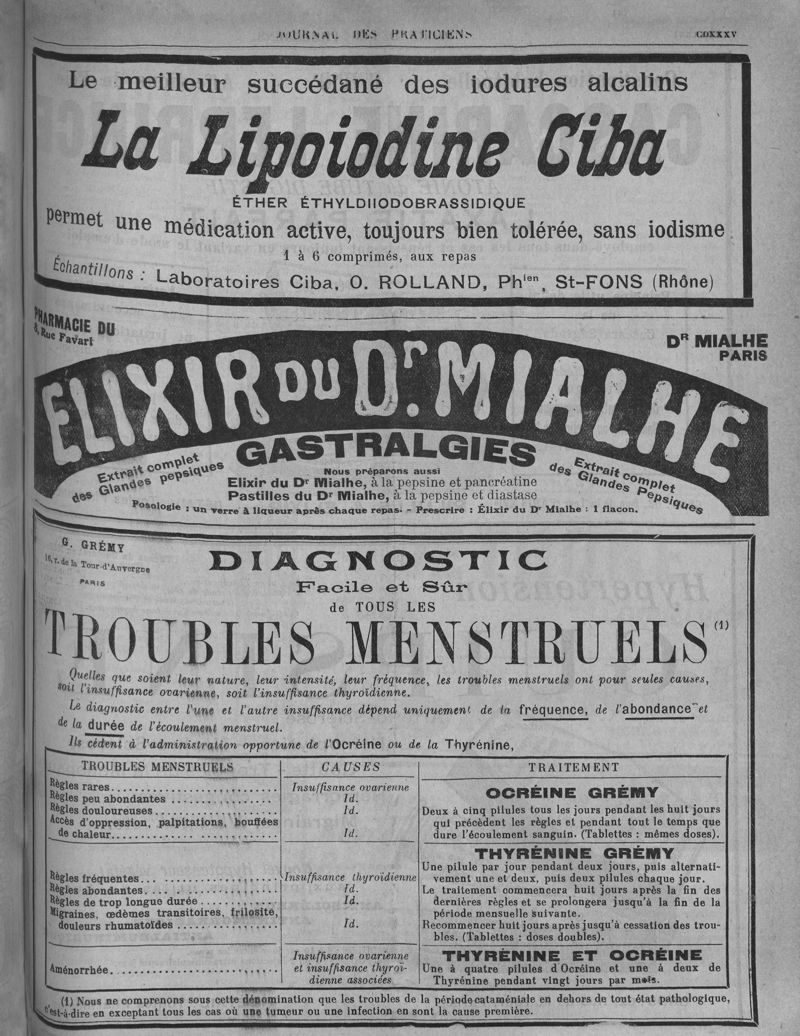 JOURNAL DES PRATICIENS
CDXXXV
Le meilleur succédané des iodures alcalins
La Lipoiodine Ciba
ÉTHER ÉTHYLDIIODOBRASSIDIQUE
permet une médication active, toujours bien tolérée, sans iodisme
1 à 6 comprimés, aux repas
Échantillons : Laboratoires Ciba, O. ROLLAND, Phien, St-FONS (Rhône)
PHARMACIE DU
8, Rue Favart
DR MIALHE
PARIS
ELIXIR DU Dr. MIALHE
GASTRALGIES
Extrait complet
des Glandes pepsiques
Nous préparons aussi
Elixir du Dr Mialhe, à la pepsine et pancréatine
Pastilles du Dr Mialhe, à la pepsine et diastase
Extrait complet
des Glandes Pepsiques
Posologie : un verre à liqueur après chaque repas. - Prescrire : Élixir du Dr Mialhe : 1 flacon.
G. GRÉMY
16, r. de la Tour-d'Auvergne
PARIS
DIAGNOSTIC
Facile et Sûr
de TOUS LES
TROUBLES MENSTRUELS (1)
Quelles que soient leur nature, leur intensité, leur fréquence, les troubles menstruels ont pour seules causes,
soit l'insuffisance ovarienne, soit l'insuffisance thyroïdienne.
Le diagnostic entre l'une et l'autre insuffisance dépend uniquement de la fréquence, de l'abondance et
de la durée de l'écoulement menstruel.
Ils cèdent à l'administration opportune de l'Ocréine ou de la Thyrénine,
TROUBLES MENSTRUELS CAUSES TRAITEMENT
Règles rares Insuffisance ovarienne
Règles peu abondantes Id.
Règles douloureuses Id.
Accès d'oppression, palpitations, bouffées
de chaleur Id.
OCRÉINE GRÉMY
Deux à cinq pilules tous les jours pendant les huit jours
qui précèdent les règles et pendant tout le temps que
dure l'écoulement sanguin. (Tablettes : mêmes doses).
Règles fréquentes Insuffisance thyroïdienne
Règles abondantes Id.
Règles de trop longue durée Id.
Migraines, œdèmes transitoires, frilosité,
douleurs rhumatoïdes Id.
THYRÉNINE GRÉMY
Une pilule par jour pendant deux jours, puis alternati-
vement une et deux, puis deux pilules chaque jour.
Le traitement commencera huit jours après la fin des
dernières règles et se prolongera jusqu'à la fin de la
période mensuelle suivante.
Recommencer huit jours après jusqu'à cessation des trou-
bles. (Tablettes : doses doubles).
Aménorrhée Insuffisance ovarienne
et insuffisance thyroï-
dienne associées
THYRÉNINE ET OCRÉINE
Une à quatre pilules d'Ocréine et une à deux de
Thyrénine pendant vingt jours par mois.
(1) Nous ne comprenons sous cette dénomination que les troubles de la période cataméniale en dehors de tout état pathologique,
c'est-à-dire en exceptant tous les cas où une tumeur ou une infection en sont la cause première.